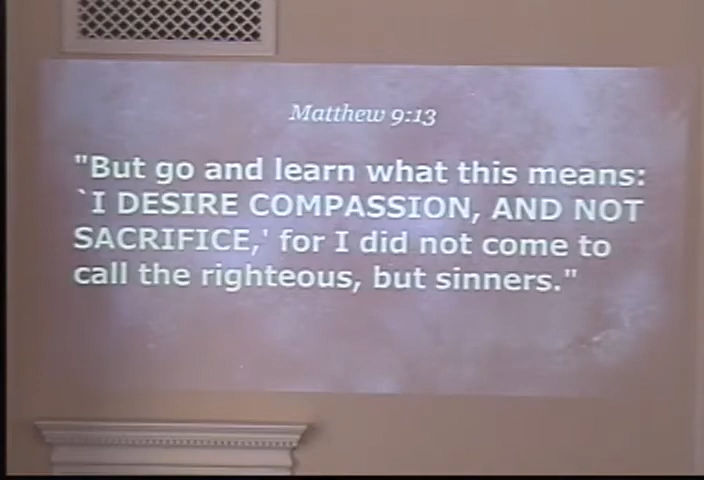 Matthew 9:13
"But go and learn what this means:
`I DESIRE COMPASSION, AND NOT
SACRIFICE,' for I did not come to
call the righteous, but sinners."